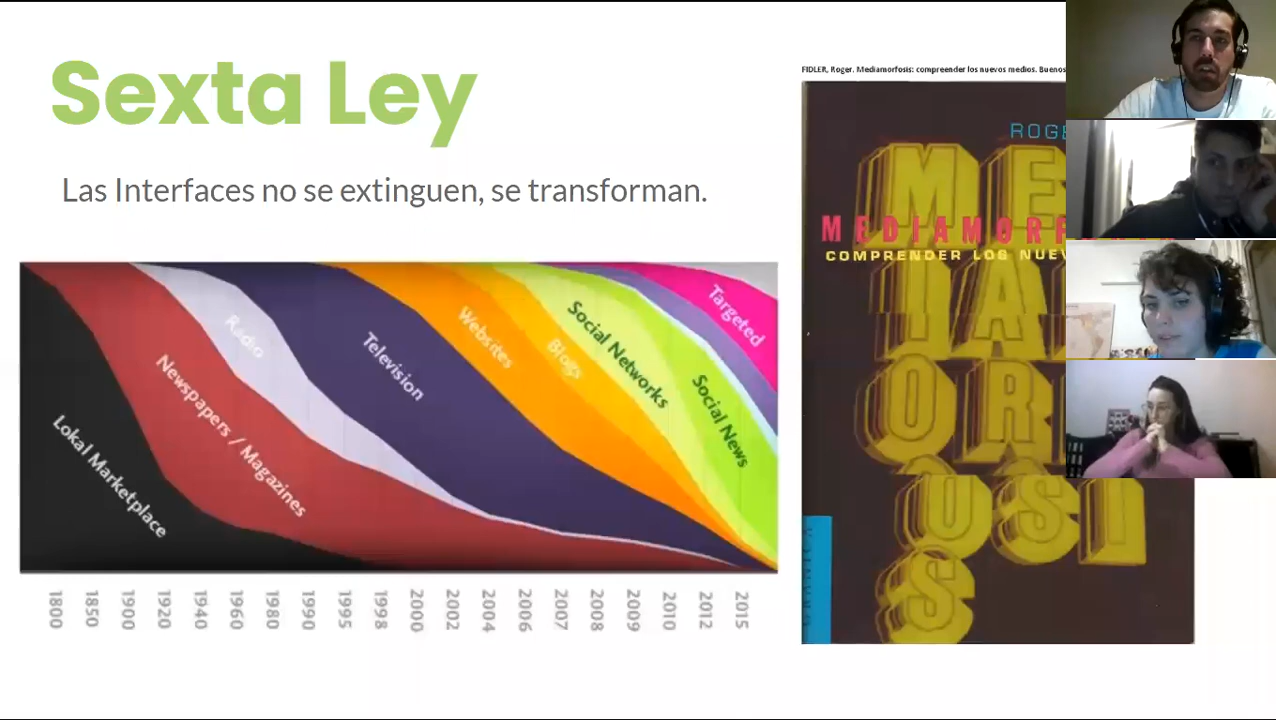 Sexta Ley
Las Interfaces no se extinguen, se transforman.
Lokal Marketplace
Newspapers / Magazines
Radio
Television
Websites
Blogs
Social Networks
Social News
Targeted
1800
1850
1900
1920
1940
1960
1980
1990
1995
1998
2000
2002
2004
2006
2007
2008
2009
2010
2012
2015
FIDLER, Roger. Mediamorfosis: comprender los nuevos medios. Buenos
MEDIAMORF
COMPRENDER LOS